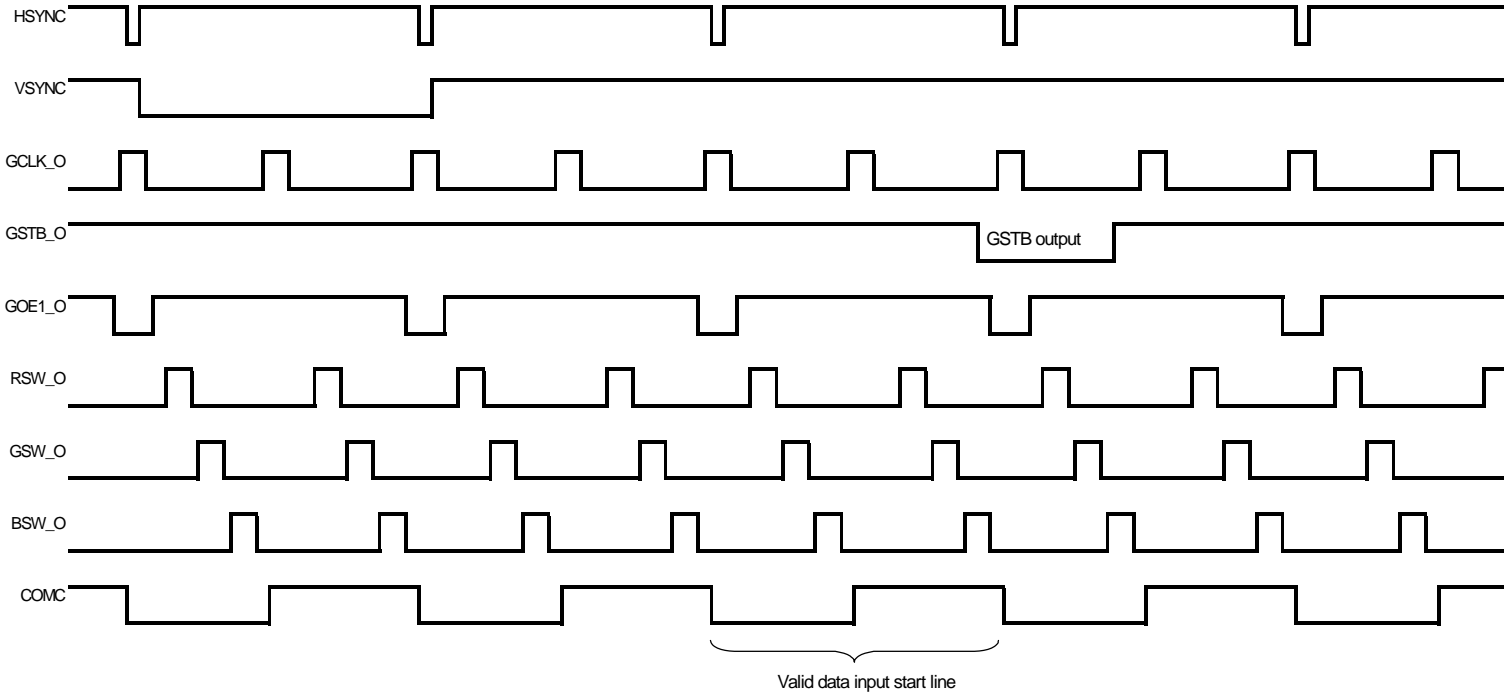 HSYNC
VSYNC
GCLK_O
GSTB_O
GSTB output
GOE1_O
RSW_O
GSW_O
BSW_O
COMC
Valid data input start line